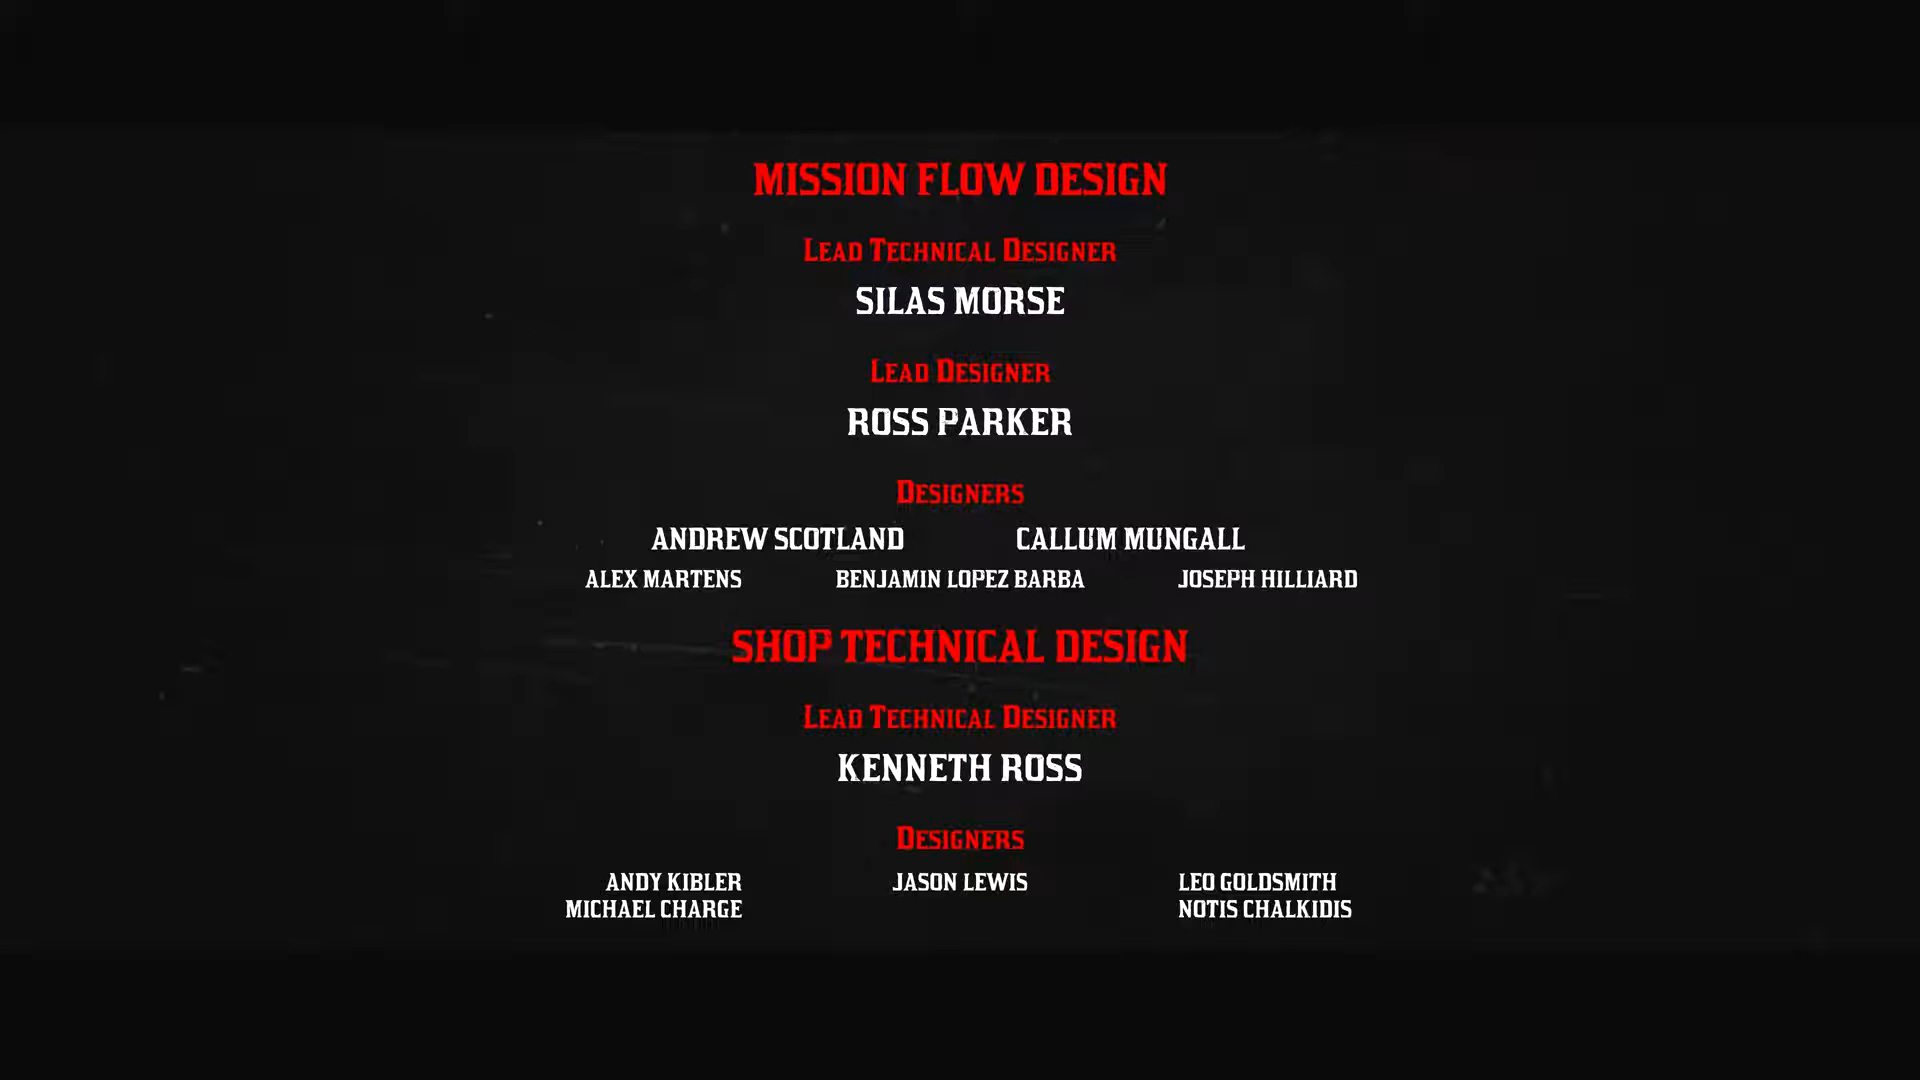 MISSION FLOW DESIGN
LEAD TECHNICAL DESIGNER
SILAS MORSE
LEAD DESIGNER
ROSS PARKER
DESIGNERS
ANDREW SCOTLAND CALLUM MUNGALL
ALEX MARTENS BENJAMIN LOPEZ BARBA JOSEPH HILLIARD
SHOP TECHNICAL DESIGN
LEAD TECHNICAL DESIGNER
KENNETH ROSS
DESIGNERS
ANDY KIBLER JASON LEWIS LEO GOLDSMITH
MICHAEL CHARGE NOTIS CHALKIDIS